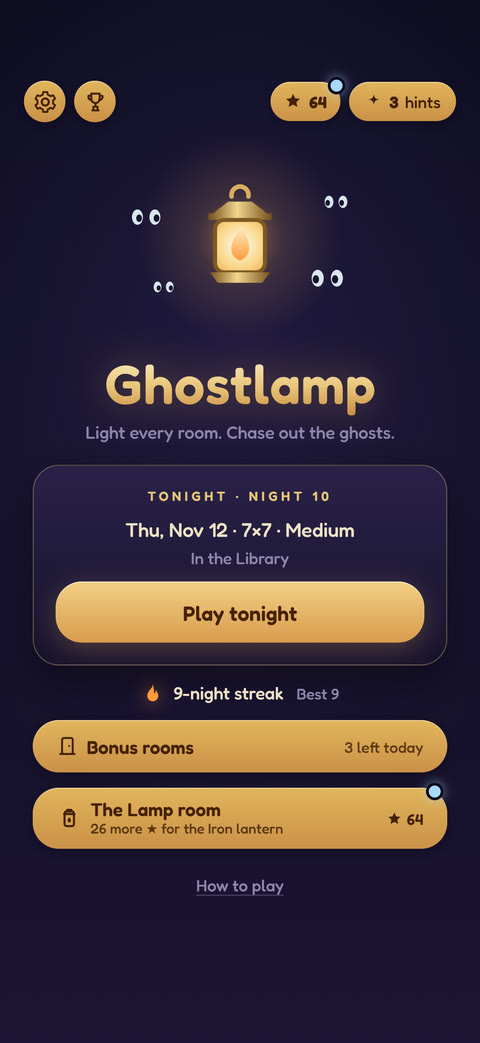 ★ 64
✦ 3 hints
Ghostlamp
Light every room. Chase out the ghosts.
TONIGHT · NIGHT 10
Thu, Nov 12 · 7×7 · Medium
In the Library
Play tonight
9-night streak Best 9
Bonus rooms 3 left today
The Lamp room
26 more ★ for the Iron lantern
★ 64
How to play